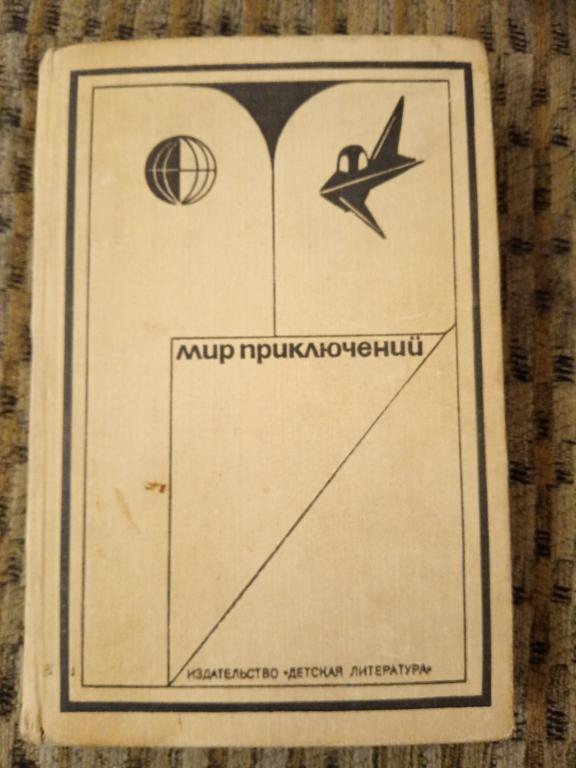 мир приключений
ИЗДАТЕЛЬСТВО «ДЕТСКАЯ ЛИТЕРАТУРА»